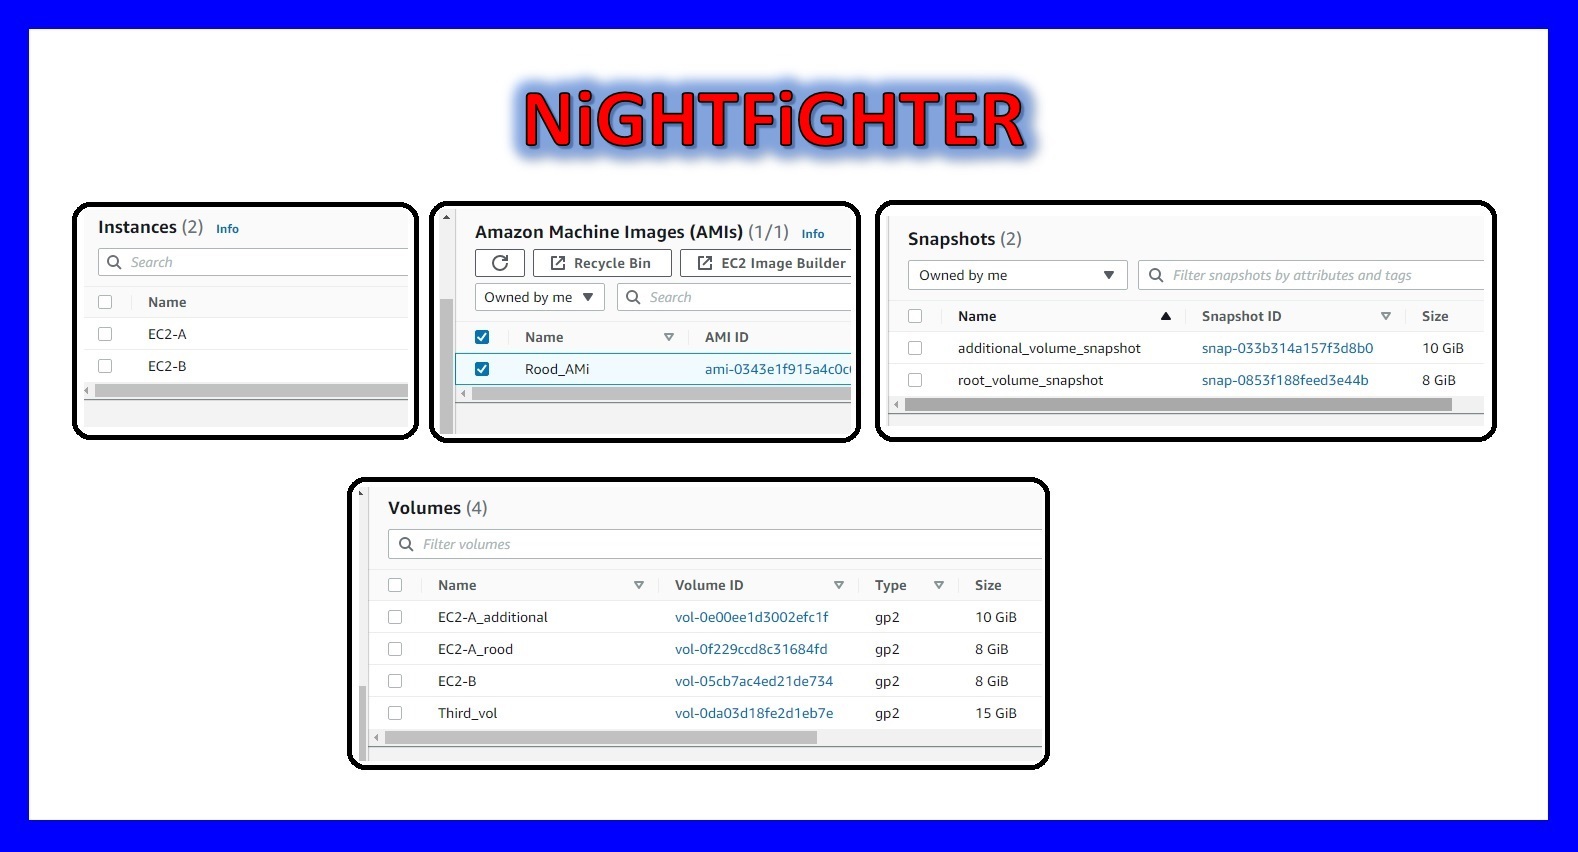 NiGHTFiGHTER
Instances (2) Info
Search
Name
EC2-A
EC2-B
Amazon Machine Images (AMIs) (1/1) Info
Recycle Bin EC2 Image Builder
Owned by me Search
Name AMI ID
Rood_AMi ami-0343e1f915a4c0c
Snapshots (2)
Owned by me Filter snapshots by attributes and tags
Name Snapshot ID Size
additional_volume_snapshot snap-033b314a157f3d8b0 10 GiB
root_volume_snapshot snap-0853f188feed3e44b 8 GiB
Volumes (4)
Filter volumes
Name Volume ID Type Size
EC2-A_additional vol-0e00ee1d3002efc1f gp2 10 GiB
EC2-A_rood vol-0f229ccd8c31684fd gp2 8 GiB
EC2-B vol-05cb7ac4ed21de734 gp2 8 GiB
Third_vol vol-0da03d18fe2d1eb7e gp2 15 GiB